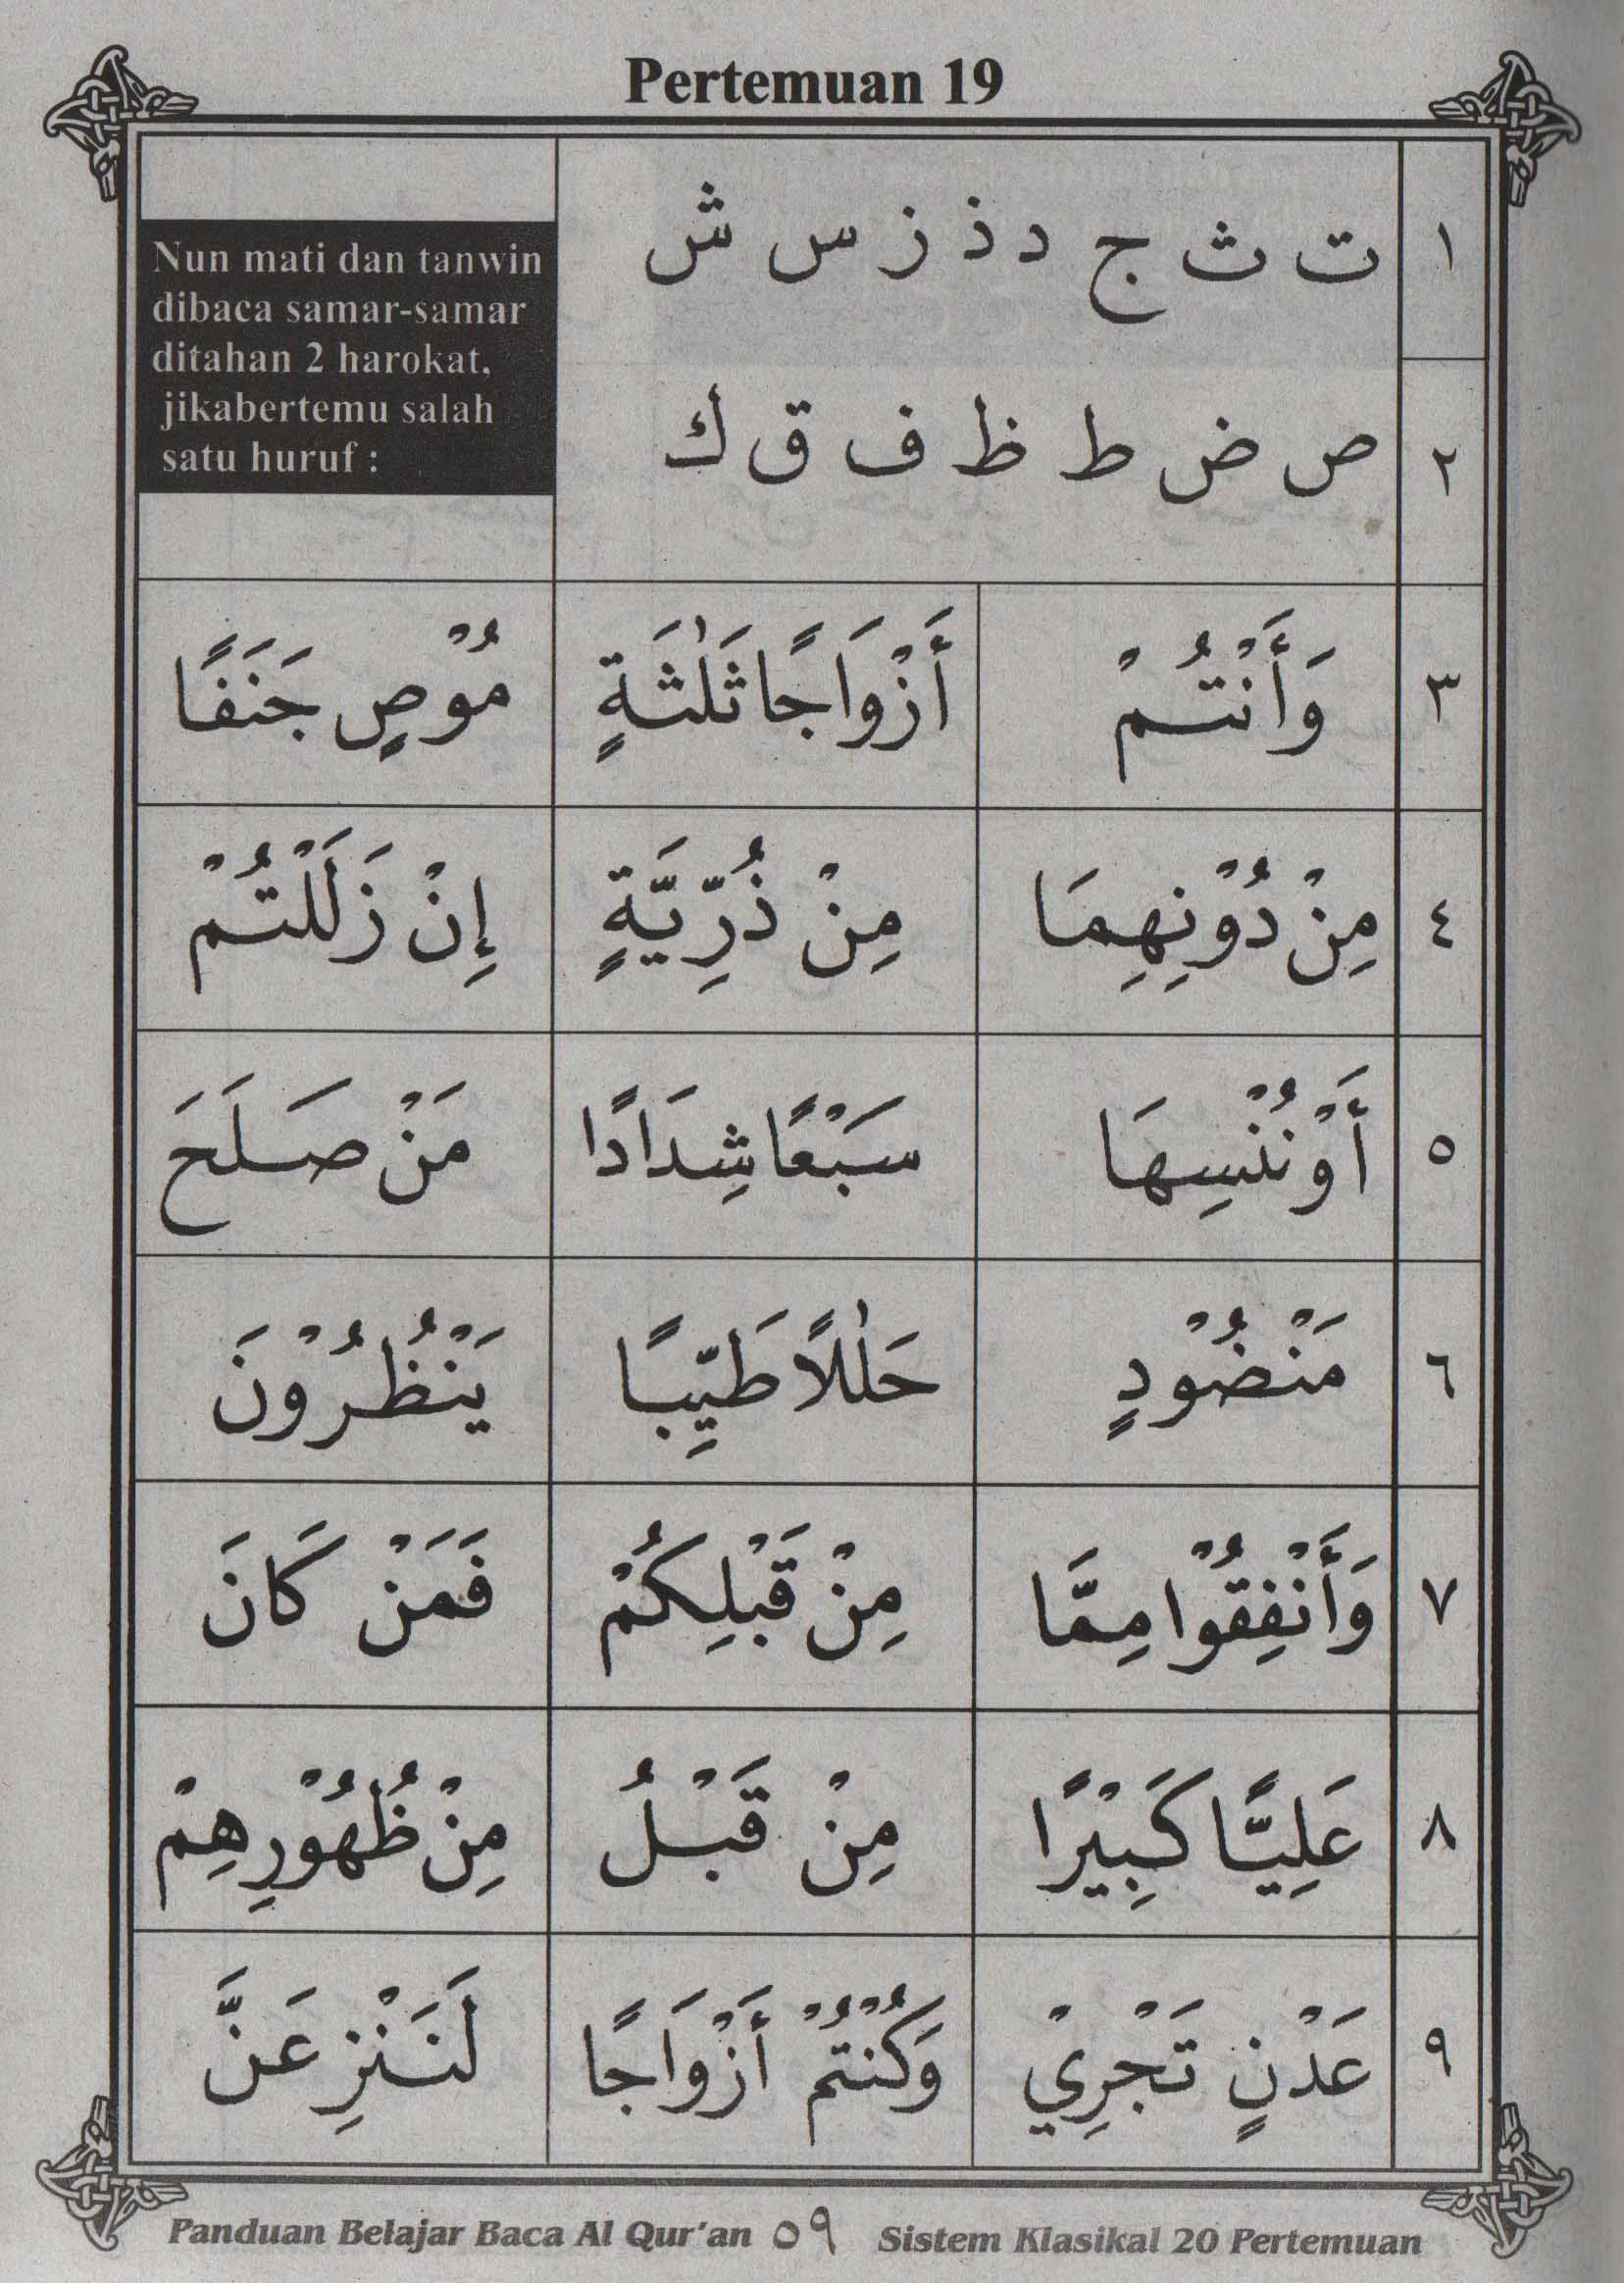 Pertemuan 19
١ ت ث ج د ذ ز س ش
Nun mati dan tanwin
dibaca samar-samar
ditahan 2 harokat,
jikabertemu salah
satu huruf :
٢ ص ض ط ظ ف ق ك
٣ وَأَنْتُمْ أَزْوَاجًا ثَلٰثَةٍ مُوْصٍ جَنَفًا
٤ مِنْ دُوْنِهِمَا مِنْ ذُرِّيَّةٍ إِنْ زَلَلْتُمْ
٥ أَوْ نُنْسِهَا سَبْعًا شِدَادًا مَنْ صَلَحَ
٦ مَنْضُوْدٍ حَلٰلًا طَيِّبًا يَنْظُرُوْنَ
٧ وَأَنْفِقُوْا مِمَّا مِنْ قَبْلِكُمْ فَمَنْ كَانَ
٨ عَلِيًّا كَبِيْرًا مِنْ قَبْلُ مِنْ ظُهُوْرِهِمْ
٩ عَدْنٍ تَجْرِيْ وَكُنْتُمْ أَزْوَاجًا لَنَنْزِعَنَّ
Panduan Belajar Baca Al Qur'an ٥٩ Sistem Klasikal 20 Pertemuan